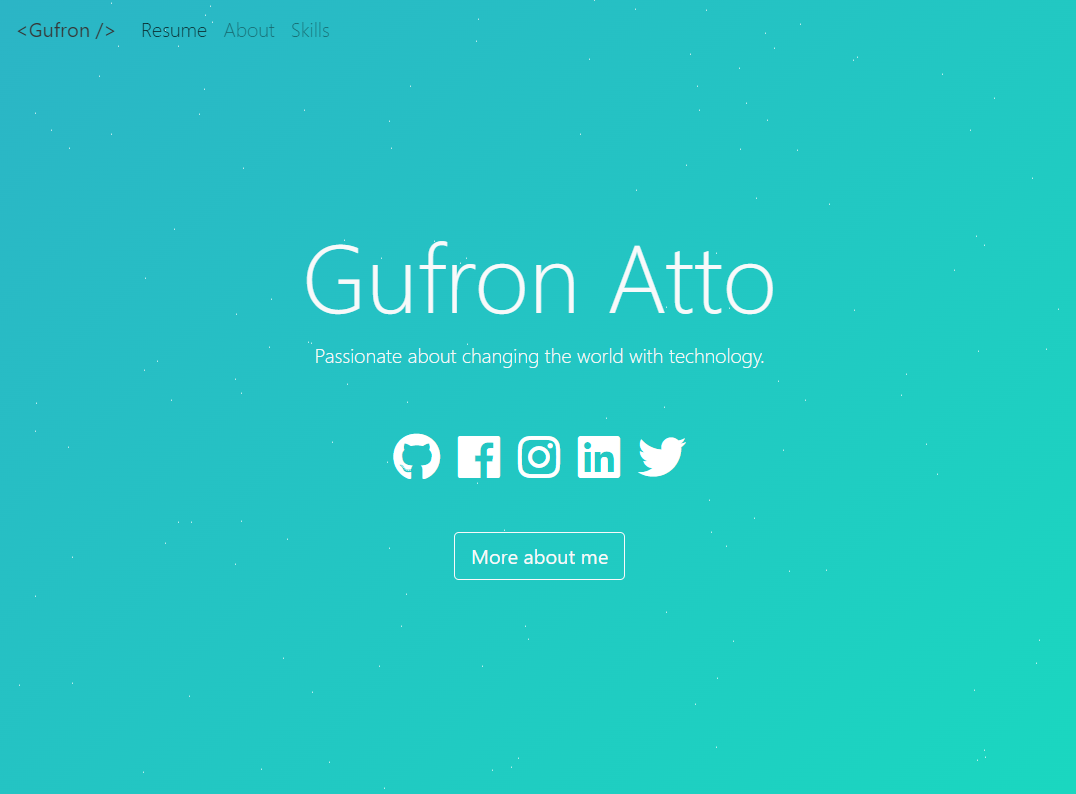 <Gufron /> Resume About Skills
Gufron Atto
Passionate about changing the world with technology.
More about me